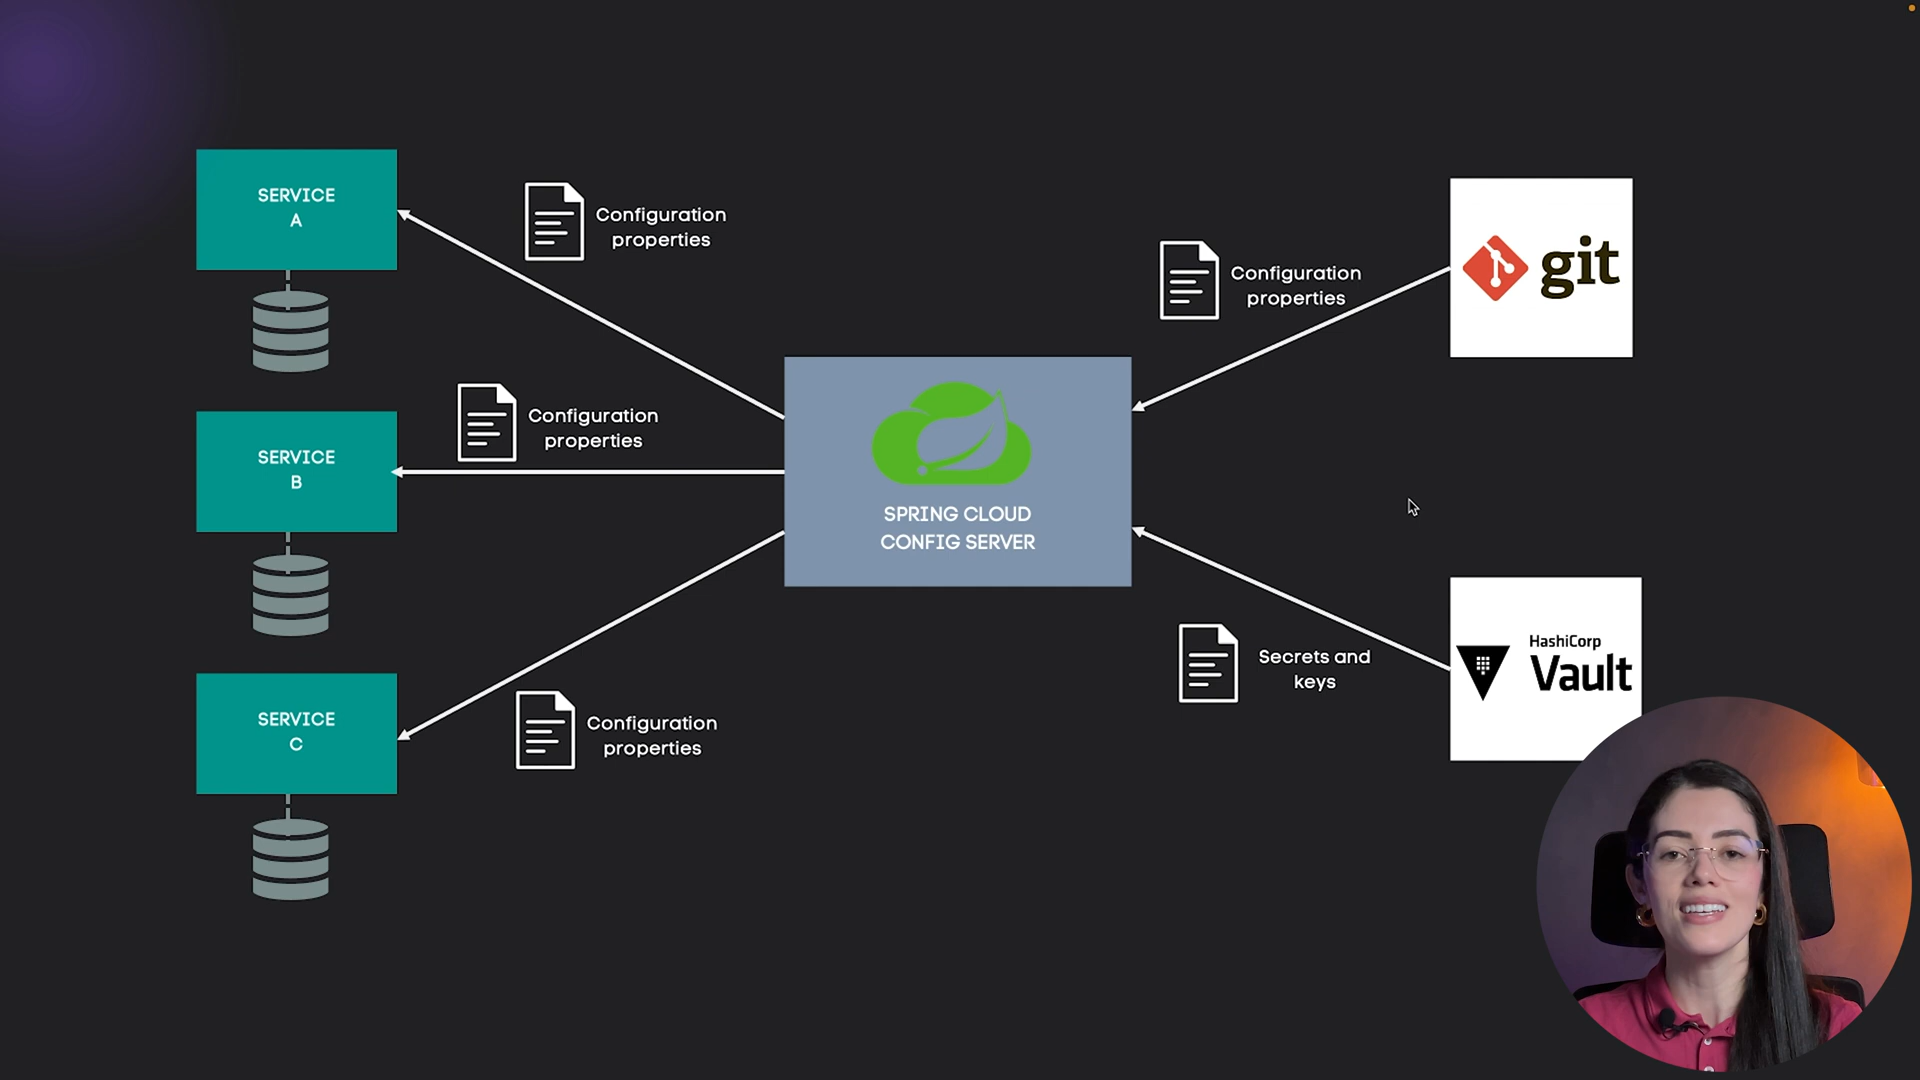 SERVICE
A
Configuration
properties
Configuration
properties
git
SERVICE
B
Configuration
properties
SPRING CLOUD
CONFIG SERVER
Secrets and
keys
HashiCorp
Vault
SERVICE
C
Configuration
properties